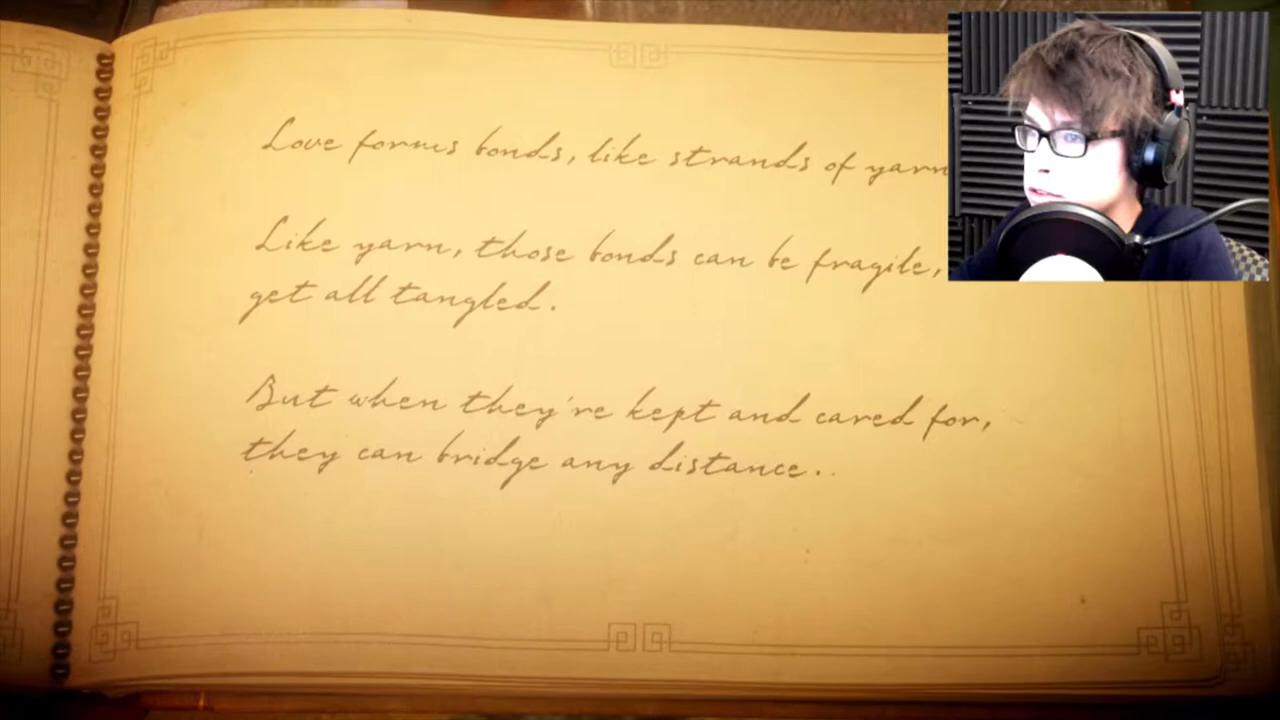 Love forms bonds, like strands of yarn
Like yarn, those bonds can be fragile,
get all tangled.
But when they're kept and cared for,
they can bridge any distance..